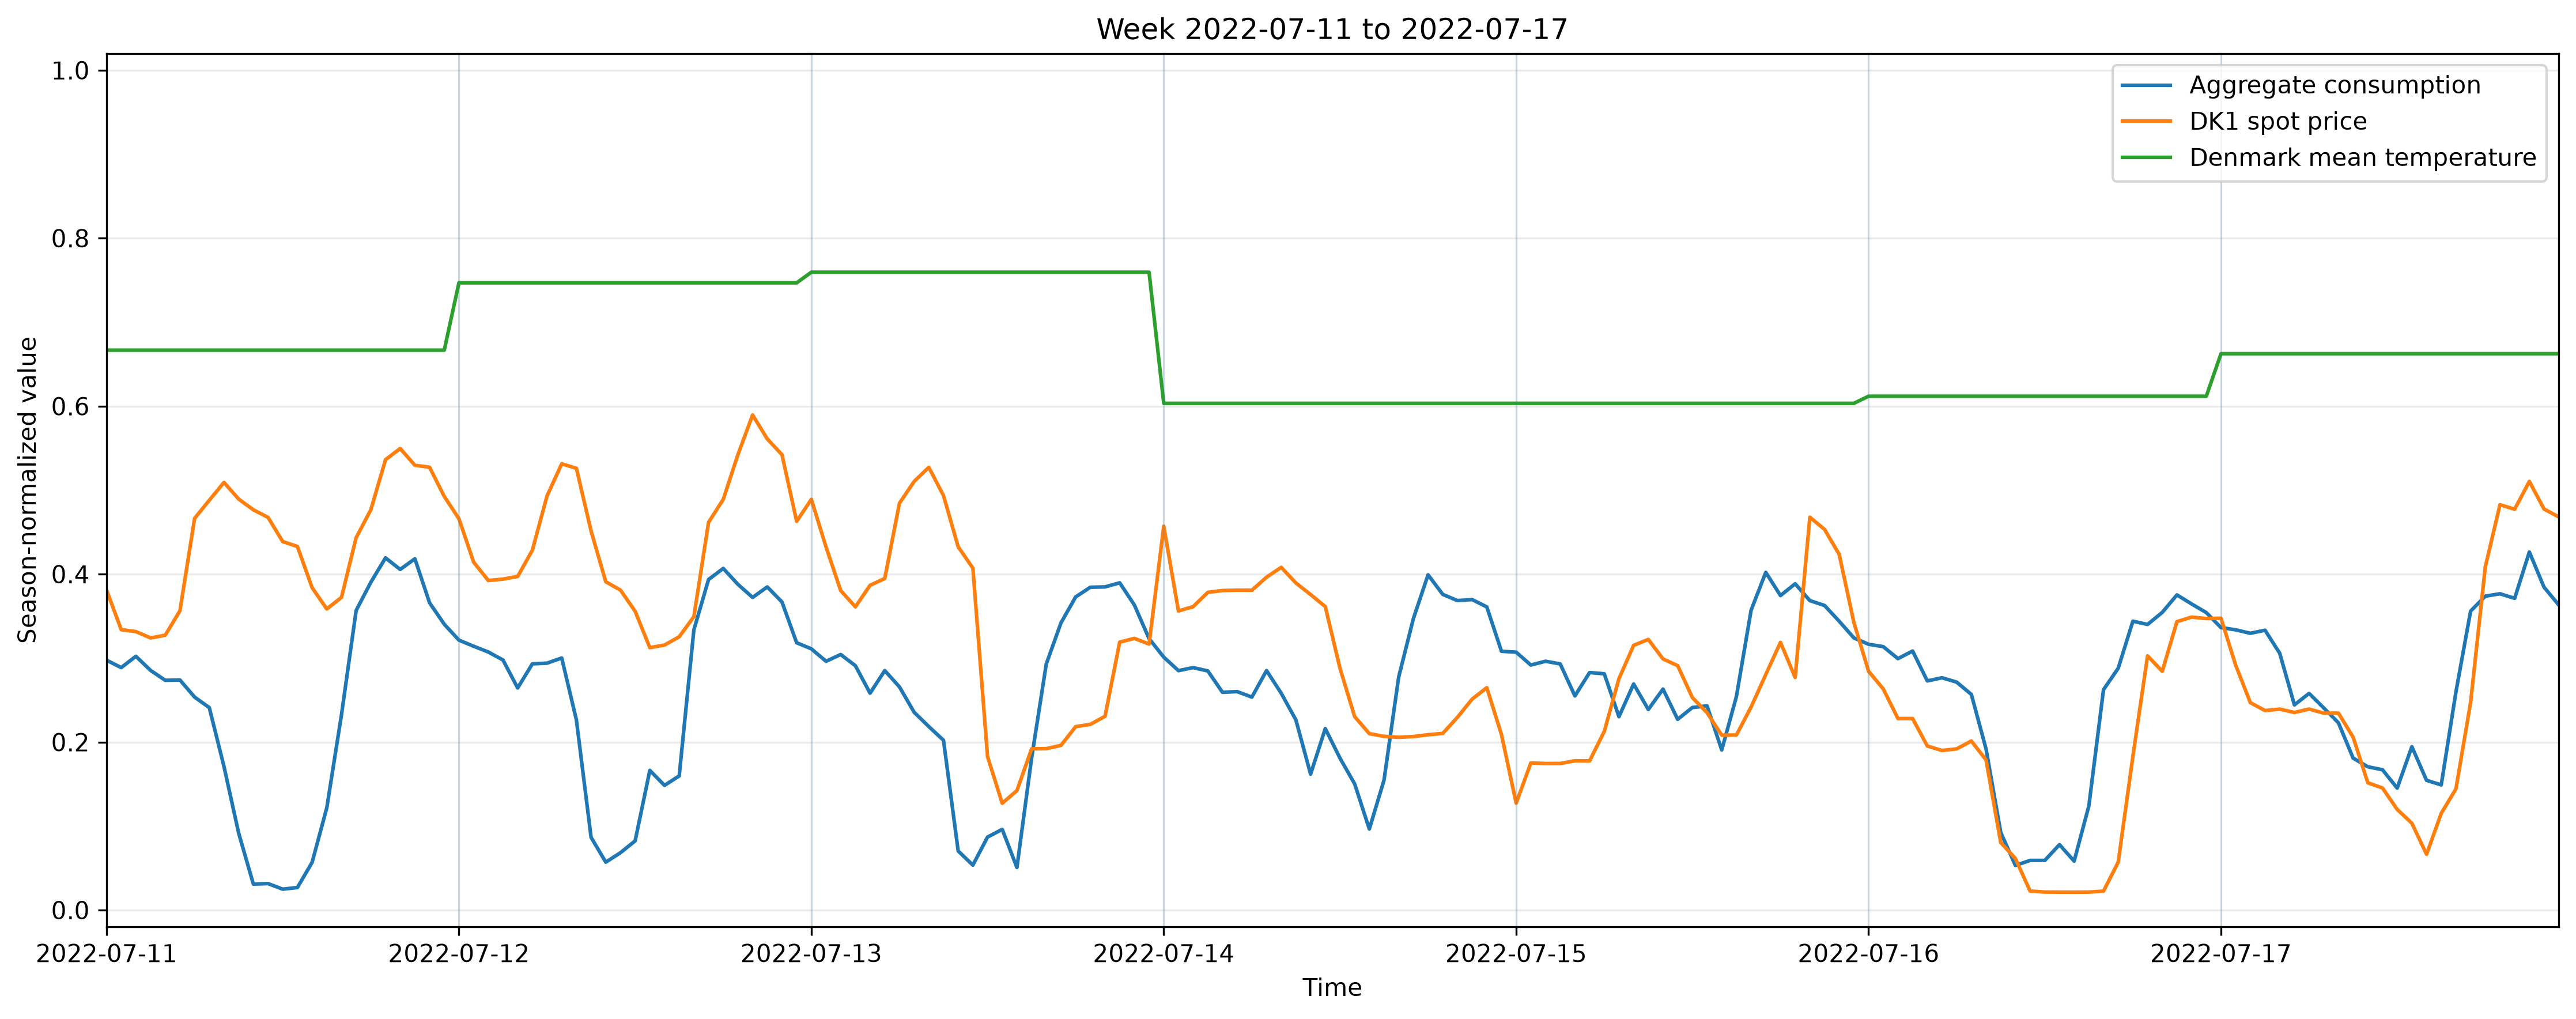 Week 2022-07-11 to 2022-07-17
Aggregate consumption
DK1 spot price
Denmark mean temperature
Season-normalized value
1.0
0.8
0.6
0.4
0.2
0.0
2022-07-11 2022-07-12 2022-07-13 2022-07-14 2022-07-15 2022-07-16 2022-07-17
Time